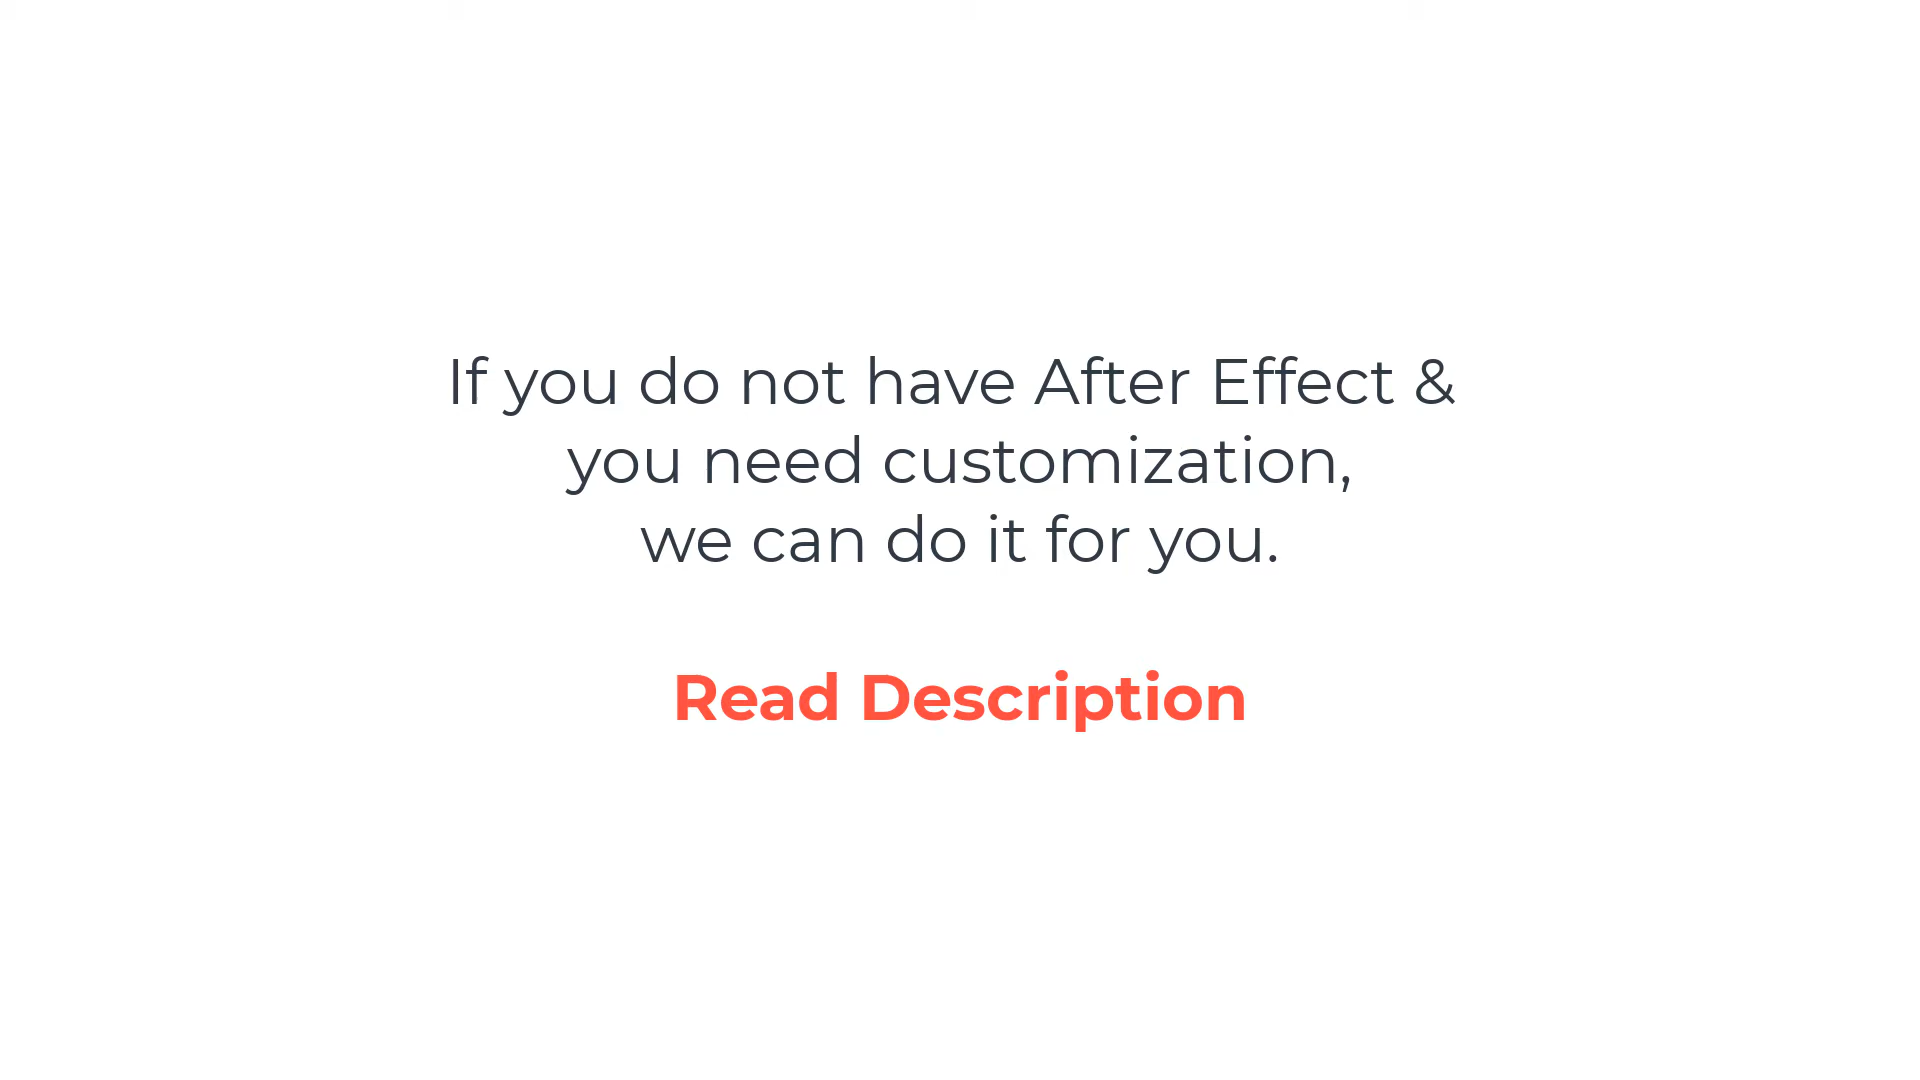 If you do not have After Effect &
you need customization,
we can do it for you.
Read Description